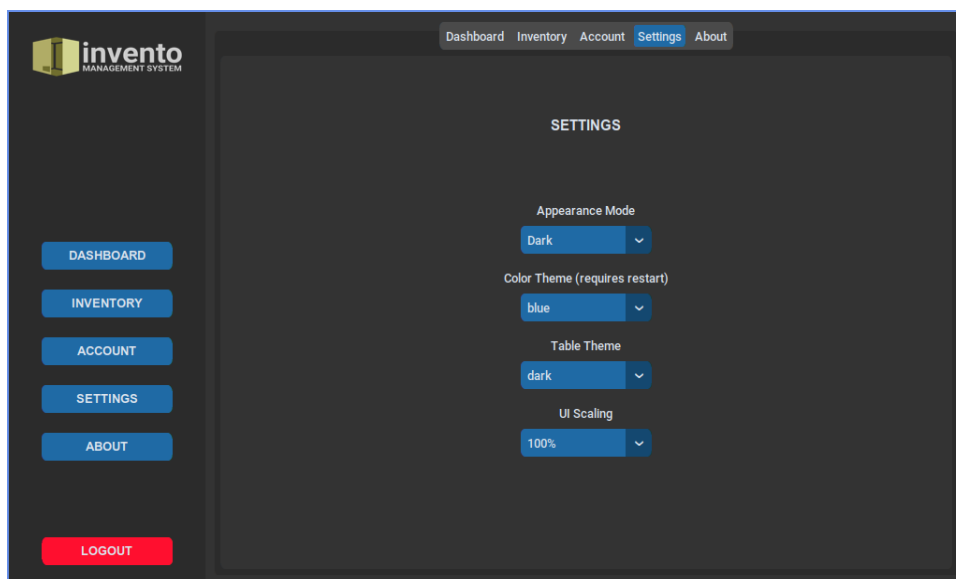 invento
MANAGEMENT SYSTEM
DASHBOARD
INVENTORY
ACCOUNT
SETTINGS
ABOUT
LOGOUT
Dashboard Inventory Account Settings About
SETTINGS
Appearance Mode
Dark
Color Theme (requires restart)
blue
Table Theme
dark
UI Scaling
100%